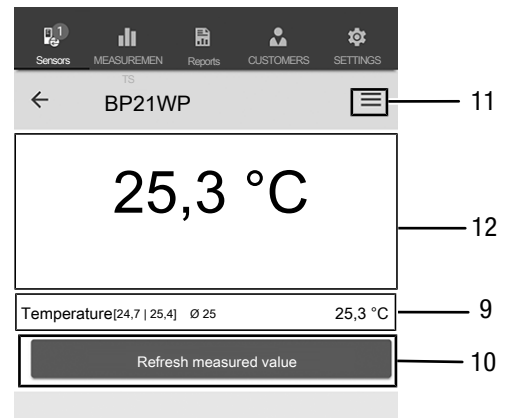 1
Sensors MEASUREMEN Reports CUSTOMERS SETTINGS
TS
BP21WP 11
25,3 °C
12
Temperature[24,7 | 25,4] Ø 25 25,3 °C 9
Refresh measured value 10